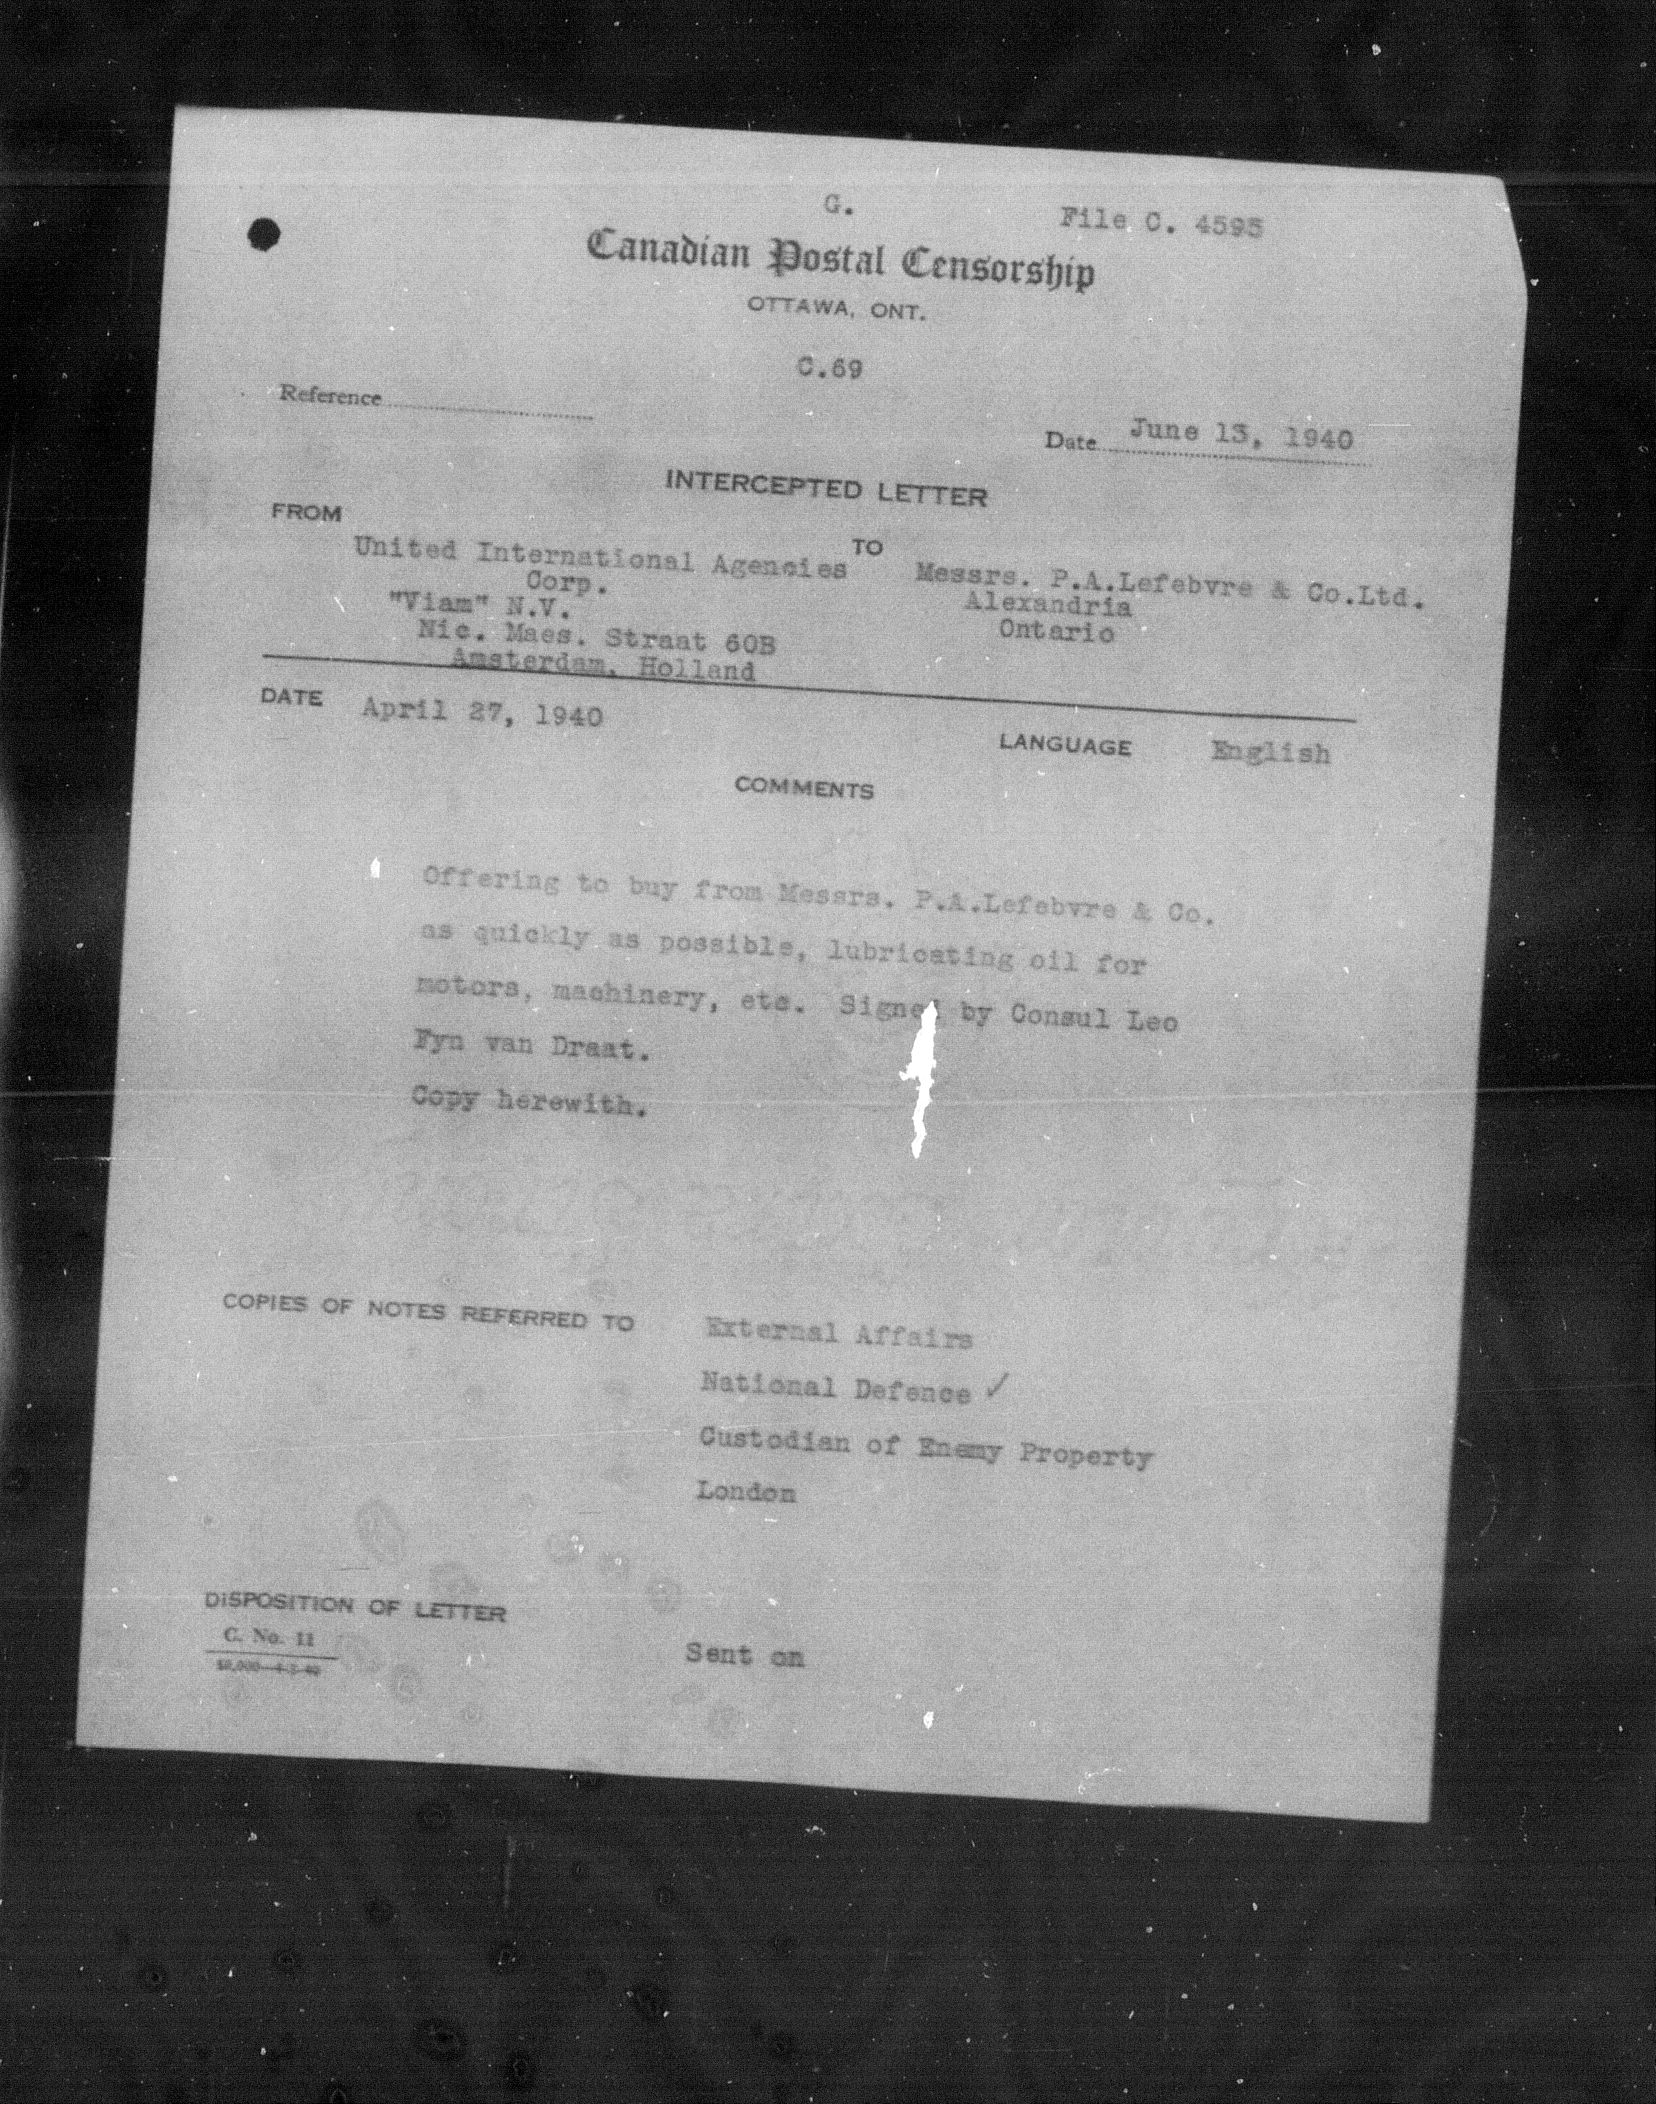 G.
File C. 4595
Canadian Postal Censorship
OTTAWA, ONT.
C.69
Reference
Date June 13, 1940
INTERCEPTED LETTER
FROM
United International Agencies
Corp.
"Viam" N.V.
Nic. Maes. Straat 60B
Amsterdam, Holland
TO
Messrs. P.A.Lefebvre & Co.Ltd.
Alexandria
Ontario
DATE April 27, 1940
LANGUAGE English
COMMENTS
Offering to buy from Messrs. P.A.Lefebvre & Co.
as quickly as possible, lubricating oil for
motors, machinery, etc. Signed by Consul Leo
Fyn van Draat.
Copy herewith.
COPIES OF NOTES REFERRED TO
External Affairs
National Defence ✓
Custodian of Enemy Property
London
DISPOSITION OF LETTER
C. No. 11
Sent on